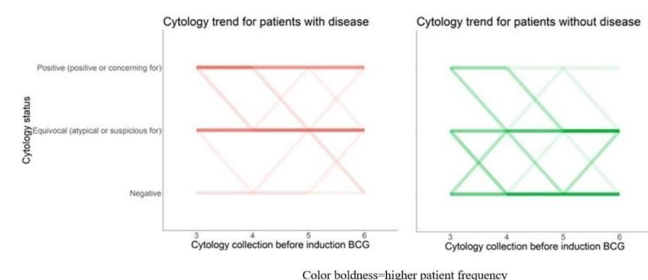 Cytology trend for patients with disease
Cytology trend for patients without disease
Cytology status
Positive (positive or concerning for)
Equivocal (atypical or suspicious for)
Negative
3 4 5 6
3 4 5 6
Cytology collection before induction BCG
Cytology collection before induction BCG
Color boldness=higher patient frequency